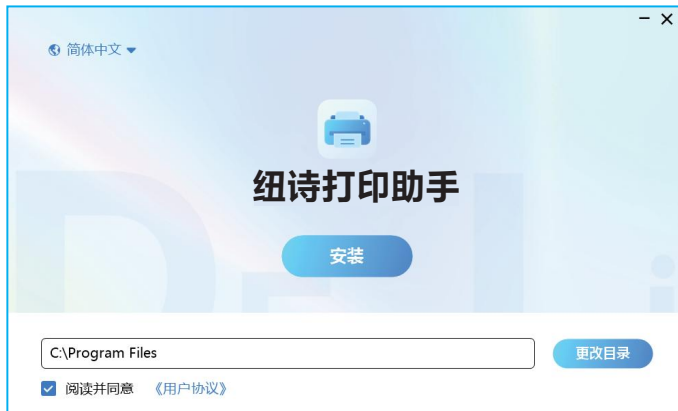 简体中文
纽诗打印助手
安装
C:\Program Files
更改目录
阅读并同意 《用户协议》